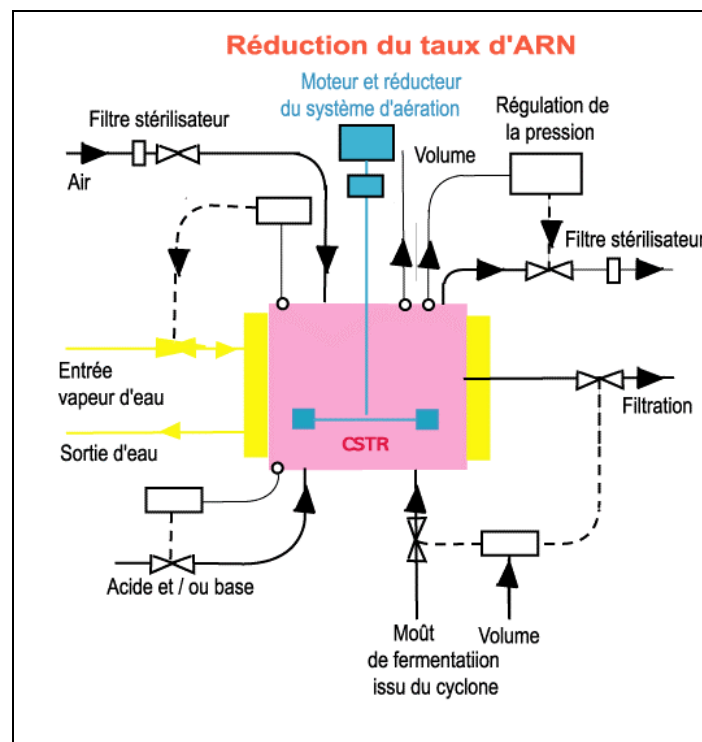 Réduction du taux d'ARN
Moteur et réducteur
du système d'aération
Filtre stérilisateur
Air
Volume
Régulation de
la pression
Filtre stérilisateur
Entrée
vapeur d'eau
Sortie d'eau
CSTR
Filtration
Acide et / ou base
Moût
de fermentatiion
issu du cyclone
Volume